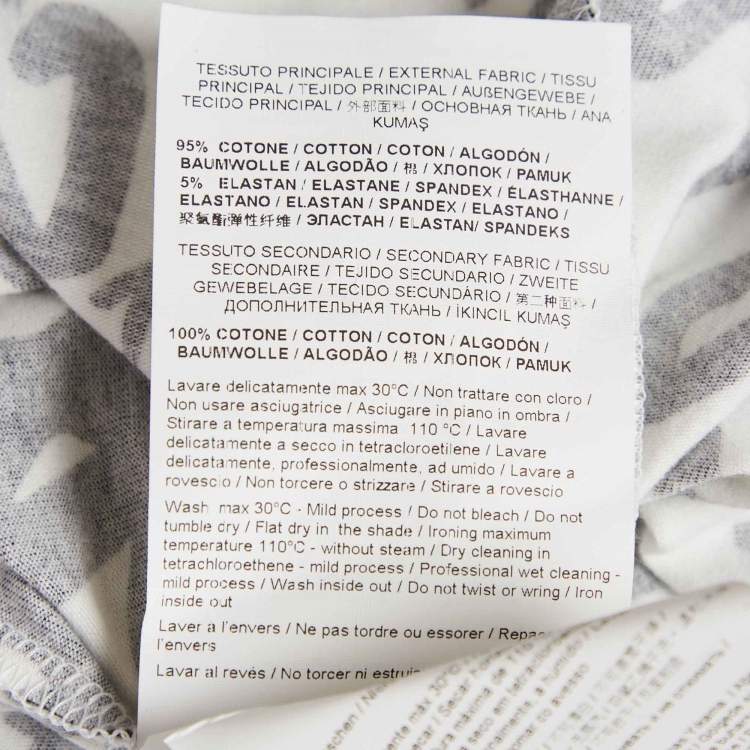 TESSUTO PRINCIPALE / EXTERNAL FABRIC / TISSU
PRINCIPAL / TEJIDO PRINCIPAL / AUßENGEWEBE /
TECIDO PRINCIPAL / 外部面料 / ОСНОВНАЯ ТКАНЬ / ANA
KUMAŞ
95% COTONE / COTTON / COTON / ALGODÓN /
BAUMWOLLE / ALGODÃO / 棉 / ХЛОПОК / PAMUK
5% ELASTAN / ELASTANE / SPANDEX / ÉLASTHANNE /
ELASTANO / ELASTAN / SPANDEX / ELASTANO /
聚氨酯弹性纤维 / ЭЛАСТАН / ELASTAN/ SPANDEKS
TESSUTO SECONDARIO / SECONDARY FABRIC / TISSU
SECONDAIRE / TEJIDO SECUNDARIO / ZWEITE
GEWEBELAGE / TECIDO SECUNDÁRIO / 第二种面料 /
ДОПОЛНИТЕЛЬНАЯ ТКАНЬ / İKINCIL KUMAŞ
100% COTONE / COTTON / COTON / ALGODÓN /
BAUMWOLLE / ALGODÃO / 棉 / ХЛОПОК / PAMUK
Lavare delicatamente max 30°C / Non trattare con cloro /
Non usare asciugatrice / Asciugare in piano in ombra /
Stirare a temperatura massima 110 °C / Lavare
delicatamente a secco in tetracloroetilene / Lavare
delicatamente, professionalmente, ad umido / Lavare a
rovescio / Non torcere o strizzare / Stirare a rovescio
Wash max 30°C - Mild process / Do not bleach / Do not
tumble dry / Flat dry in the shade / Ironing maximum
temperature 110°C - without steam / Dry cleaning in
tetrachloroethene - mild process / Professional wet cleaning -
mild process / Wash inside out / Do not twist or wring / Iron
inside out
Laver a l'envers / Ne pas tordre ou essorer / Repas
l'envers
Lavar al revés / No torcer ni estruja